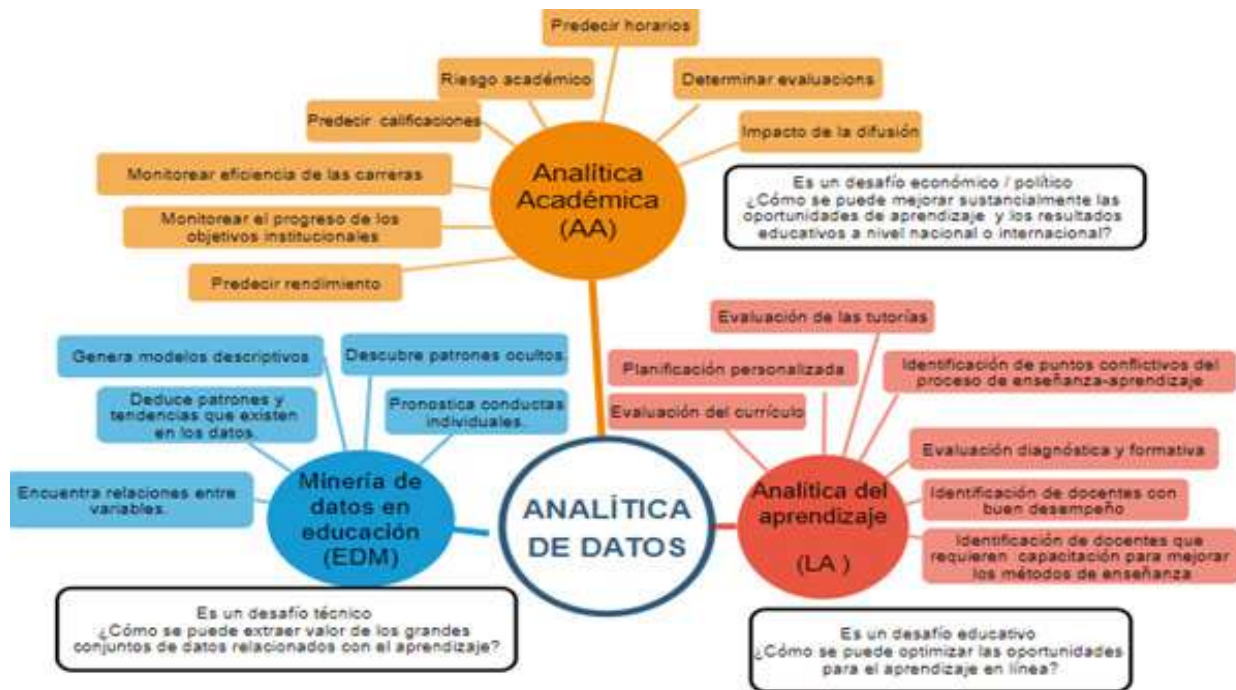 Predecir horarios
Riesgo académico
Determinar evaluacions
Predecir calificaciones
Impacto de la difusión
Monitorear eficiencia de las carreras
Monitorear el progreso de los
objetivos institucionales
Predecir rendimiento
Analítica
Académica
(AA)
Es un desafío económico / político
¿Cómo se puede mejorar sustancialmente las
oportunidades de aprendizaje y los resultados
educativos a nivel nacional o internacional?
Genera modelos descriptivos
Descubre patrones ocultos.
Deduce patrones y
tendencias que existen
en los datos.
Pronostica conductas
individuales.
Encuentra relaciones entre
variables.
Minería de
datos en
educación
(EDM)
Es un desafío técnico
¿Cómo se puede extraer valor de los grandes
conjuntos de datos relacionados con el aprendizaje?
ANALÍTICA
DE DATOS
Evaluación de las tutorías
Planificación personalizada
Identificación de puntos conflictivos del
proceso de enseñanza-aprendizaje
Evaluación del currículo
Evaluación diagnóstica y formativa
Identificación de docentes con
buen desempeño
Identificación de docentes que
requieren capacitación para mejorar
los métodos de enseñanza
Analítica del
aprendizaje
(LA )
Es un desafío educativo
¿Cómo se puede optimizar las oportunidades
para el aprendizaje en línea?